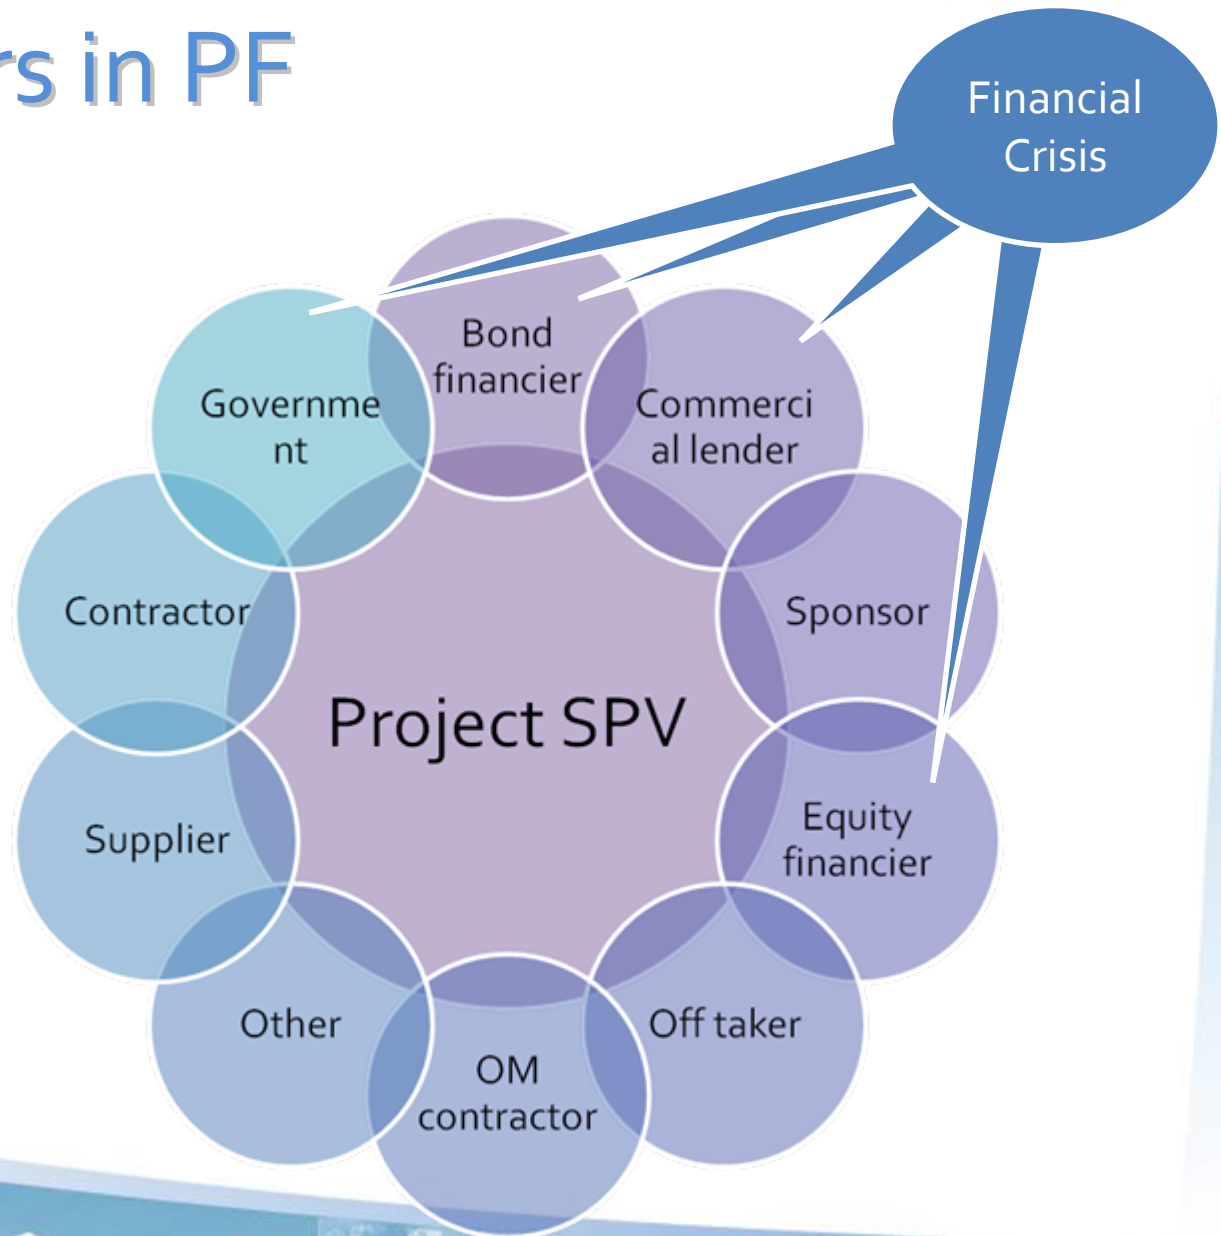 rs in PF
Financial
Crisis
Bond
financier
Governme
nt
Commerci
al lender
Contractor
Sponsor
Project SPV
Supplier
Equity
financier
Other
Off taker
OM
contractor